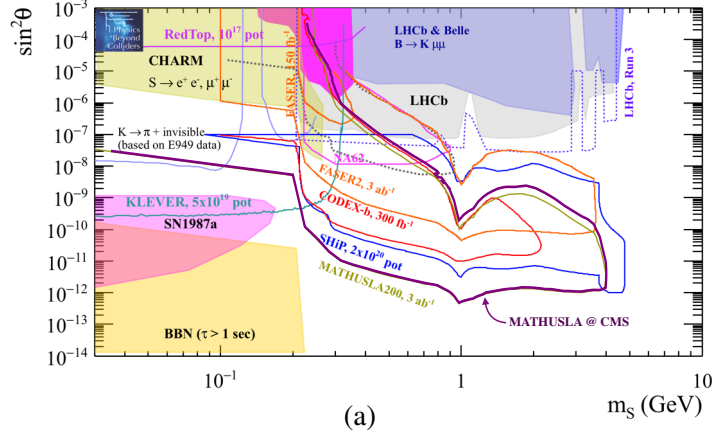 sin²θ
10⁻³
10⁻⁴
10⁻⁵
10⁻⁶
10⁻⁷
10⁻⁸
10⁻⁹
10⁻¹⁰
10⁻¹¹
10⁻¹²
10⁻¹³
10⁻¹⁴
Physics
Beyond
Colliders
RedTop, 10¹⁷ pot
CHARM
S → e⁺ e⁻, μ⁺ μ⁻
FASER, 150 fb⁻¹
LHCb & Belle
B → K μμ
LHCb
LHCb, Run 3
K → π + invisible
(based on E949 data)
NA62
FASER2, 3 ab⁻¹
KLEVER, 5x10¹⁹ pot
SN1987a
CODEX-b, 300 fb⁻¹
SHiP, 2x10²⁰ pot
MATHUSLA200, 3 ab⁻¹
BBN (τ > 1 sec)
MATHUSLA @ CMS
10⁻¹
1
10
m_S (GeV)
(a)